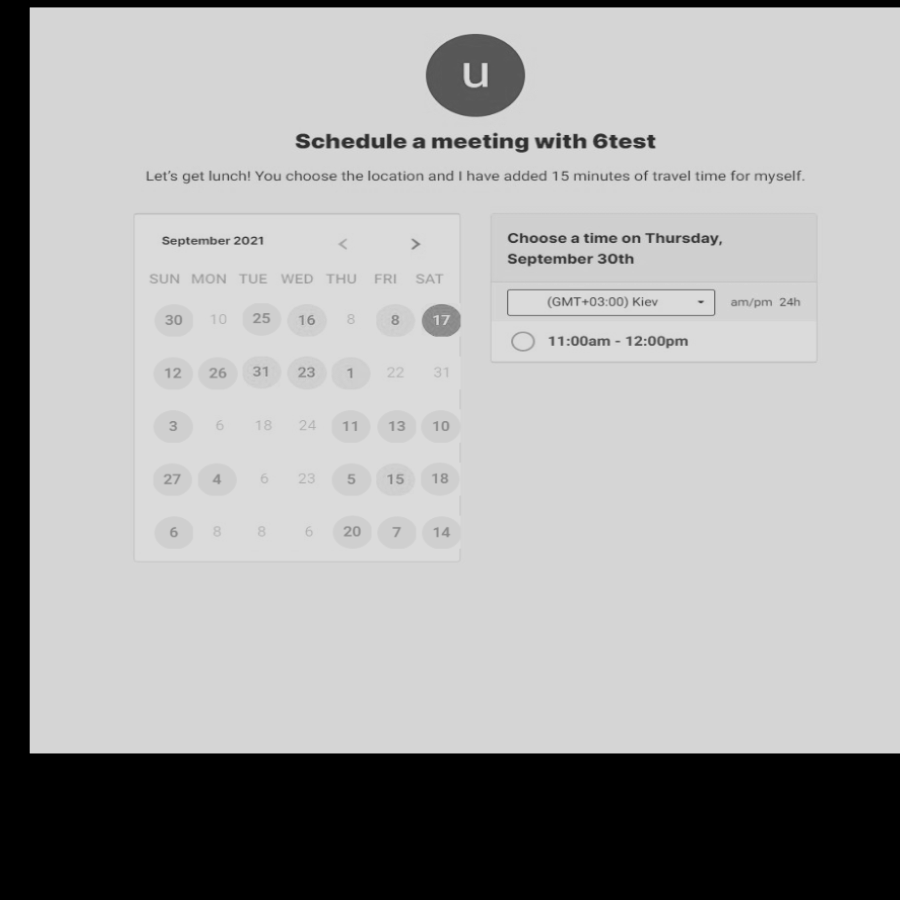 u
Schedule a meeting with 6test
Let's get lunch! You choose the location and I have added 15 minutes of travel time for myself.
September 2021 < >
SUN MON TUE WED THU FRI SAT
30 10 25 16 8 8 17
12 26 31 23 1 22 31
3 6 18 24 11 13 10
27 4 6 23 5 15 18
6 8 8 6 20 7 14
Choose a time on Thursday,
September 30th
(GMT+03:00) Kiev am/pm 24h
11:00am - 12:00pm